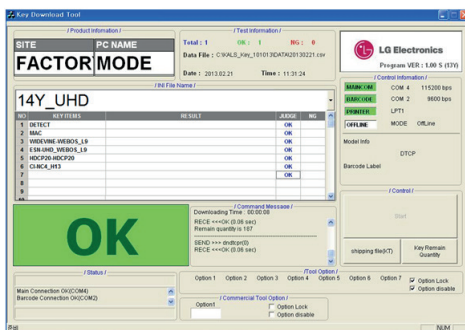 Key Download Tool
/ Product Information /
SITE
PC NAME
FACTOR
MODE
/ Test Information /
Total : 1
OK : 1
NG : 0
Data File : C:\KALS_Key_101013\DATA\20130221.csv
Date : 2013.02.21
Time : 11:31:24
LG Electronics
Program VER : 1.00 S (13Y)
/ INI File Name /
14Y_UHD
NO KEY ITEMS RESULT JUDGE NG
1 DETECT OK
2 MAC OK
3 WIDEVINE-WEBOS_L9 OK
4 ESN-UHD_WEBOS_L9 OK
5 HDCP20-HDCP20 OK
6 CI-NC4_H13 OK
7 OK
8
9
/ Control Information /
MAINCOM COM 4 115200 bps
BARCODE COM 2 9600 bps
PRINTER LPT1
OFFLINE MODE OffLine
Model Info
DTCP
Barcode Label
OK
/ Command Message /
Downloading Time : 00:00:08
RECE <<<OK (0.06 sec)
Remain quantity is 187
SEND >>> dndtcpr(0)
RECE <<<OK (0.06 sec)
/ Control /
Start
shipping file(KT)
Key Remain
Quantity
/ Status /
Main Connection OK(COM4)
Barcode Connection OK(COM2)
/Tool Option /
Option 1 Option 2 Option 3 Option 4 Option 5 Option 6 Option 7
Option Lock
Option disable
/ Commercial Tool Option /
Option1
Option Lock
Option disable
NUM